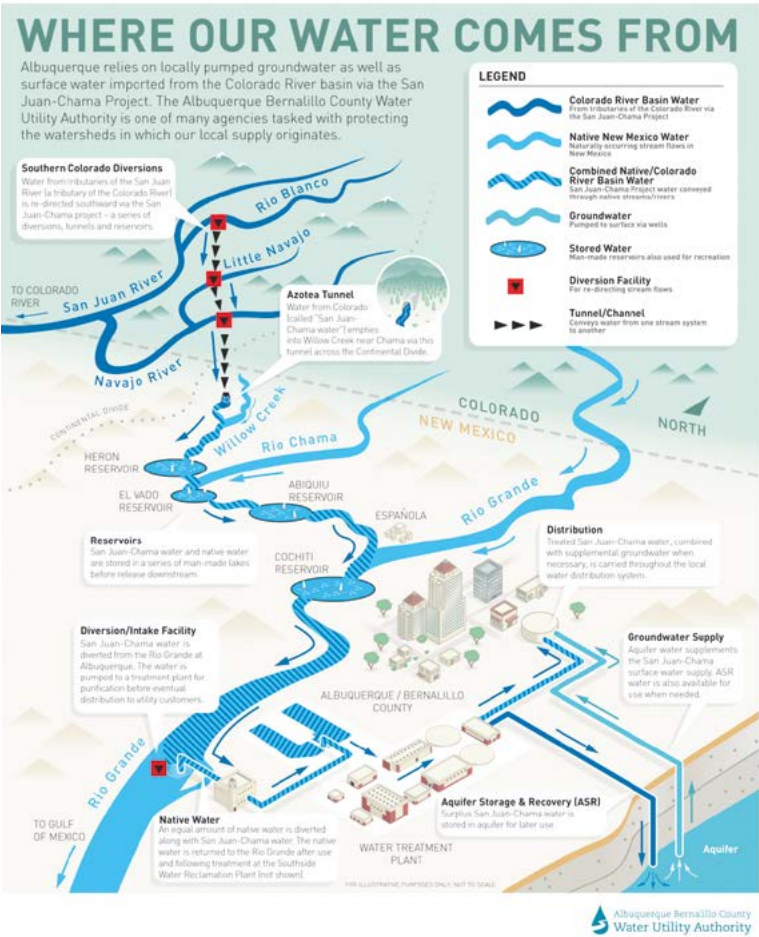 WHERE OUR WATER COMES FROM
Albuquerque relies on locally pumped groundwater as well as
surface water imported from the Colorado River basin via the San
Juan-Chama Project. The Albuquerque Bernalillo County Water
Utility Authority is one of many agencies tasked with protecting
the watersheds in which our local supply originates.
LEGEND
Colorado River Basin Water
From tributaries of the Colorado River via
the San Juan-Chama Project
Native New Mexico Water
Naturally occurring stream flows in
New Mexico
Combined Native/Colorado
River Basin Water
San Juan-Chama Project water conveyed
through native streams/rivers
Groundwater
Pumped to surface via wells
Stored Water
Man-made reservoirs also used for recreation
Diversion Facility
For re-directing stream flows
Tunnel/Channel
Conveys water from one stream system
to another
Southern Colorado Diversions
Water from tributaries of the San Juan
River (a tributary of the Colorado River)
is re-directed southward via the San
Juan-Chama project – a series of
diversions, tunnels and reservoirs.
Rio Blanco
Little Navajo
TO COLORADO
RIVER
San Juan River
Navajo River
Azotea Tunnel
Water from Colorado
(called "San Juan-
Chama water") empties
into Willow Creek near Chama via this
tunnel across the Continental Divide.
CONTINENTAL DIVIDE
COLORADO
NEW MEXICO
NORTH
Willow Creek
Rio Chama
HERON
RESERVOIR
EL VADO
RESERVOIR
ABIQUIU
RESERVOIR
ESPAÑOLA
Rio Grande
Reservoirs
San Juan-Chama water and native water
are stored in a series of man-made lakes
before release downstream.
COCHITI
RESERVOIR
Distribution
Treated San Juan-Chama water, combined
with supplemental groundwater when
necessary, is carried throughout the local
water distribution system.
Diversion/Intake Facility
San Juan-Chama water is
diverted from the Rio Grande at
Albuquerque. The water is
pumped to a treatment plant for
purification before eventual
distribution to utility customers.
Groundwater Supply
Aquifer water supplements
the San Juan-Chama
surface water supply. ASR
water is also available for
use when needed.
ALBUQUERQUE / BERNALILLO
COUNTY
Rio Grande
TO GULF
OF MEXICO
Native Water
An equal amount of native water is diverted
along with San Juan-Chama water. The native
water is returned to the Rio Grande after use
and following treatment at the Southside
Water Reclamation Plant (not shown).
WATER TREATMENT
PLANT
Aquifer Storage & Recovery (ASR)
Surplus San Juan-Chama water is
stored in aquifer for later use.
Aquifer
FOR ILLUSTRATIVE PURPOSES ONLY. NOT TO SCALE
Albuquerque Bernalillo County
Water Utility Authority